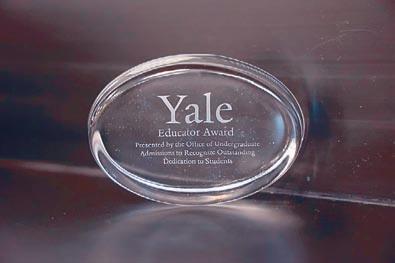 Yale
Educator Award
Presented by the Office of Undergraduate
Admissions to Recognize Outstanding
Dedication to Students